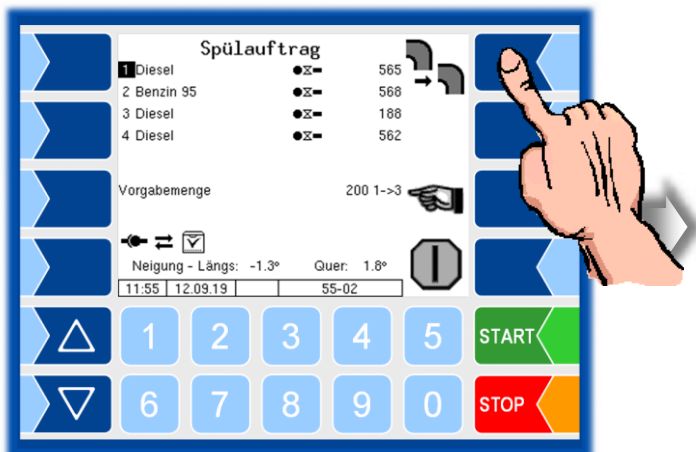 Spülauftrag
1 Diesel 565
2 Benzin 95 568
3 Diesel 188
4 Diesel 562
Vorgabemenge 200 1->3
Neigung - Längs: -1.3° Quer: 1.8°
11:55 12.09.19 55-02
1 2 3 4 5 START
6 7 8 9 0 STOP